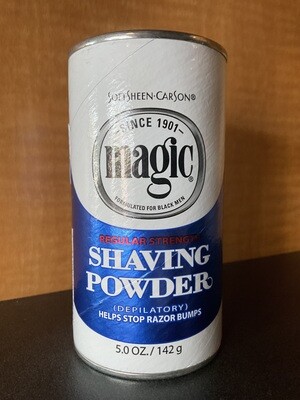 SOFTSHEEN·CARSON®
SINCE 1901
magic®
FORMULATED FOR BLACK MEN
REGULAR STRENGTH
SHAVING
POWDER
(DEPILATORY)
HELPS STOP RAZOR BUMPS
5.0 OZ. / 142 g